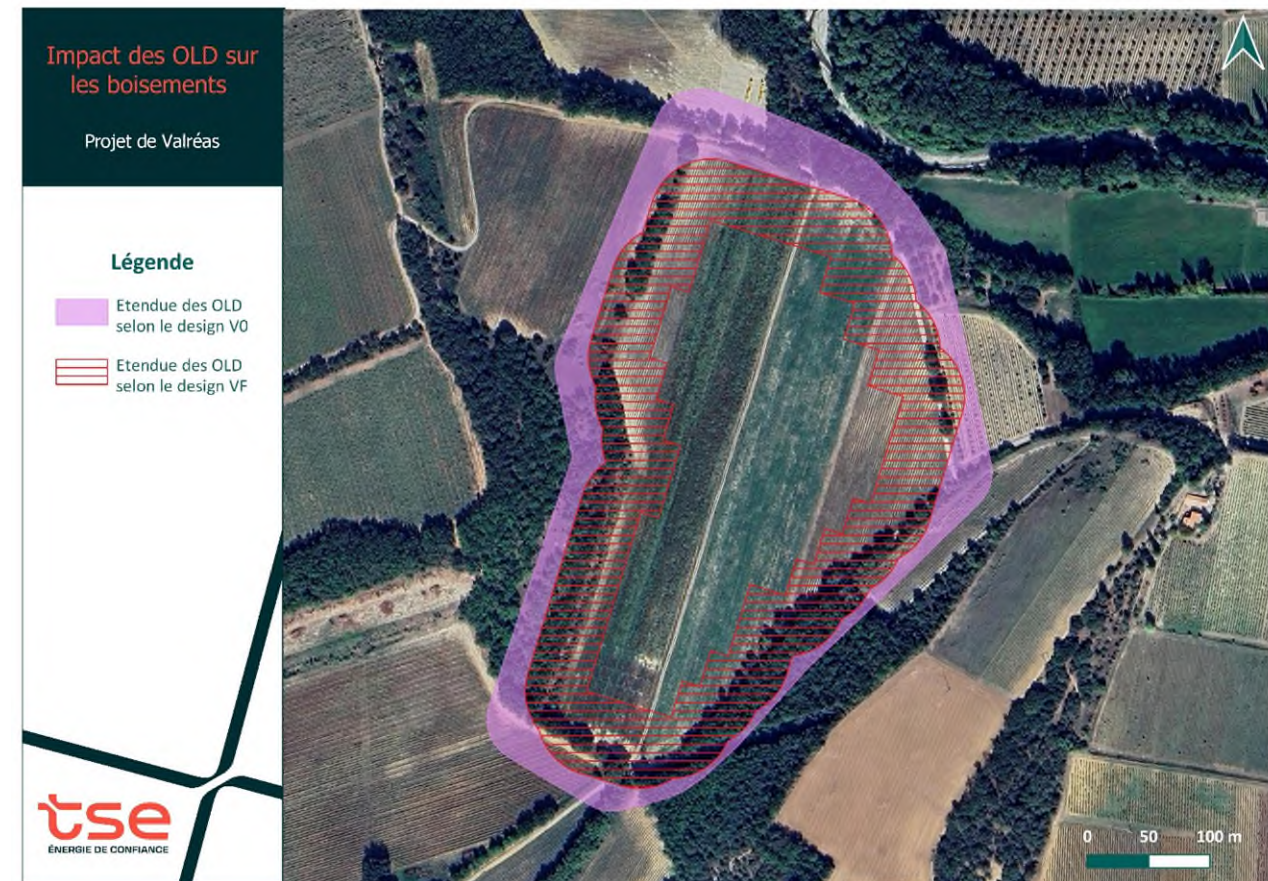 Impact des OLD sur
les boisements
Projet de Valréas
Légende
Etendue des OLD
selon le design V0
Etendue des OLD
selon le design VF
tse
ÉNERGIE DE CONFIANCE
0 50 100 m